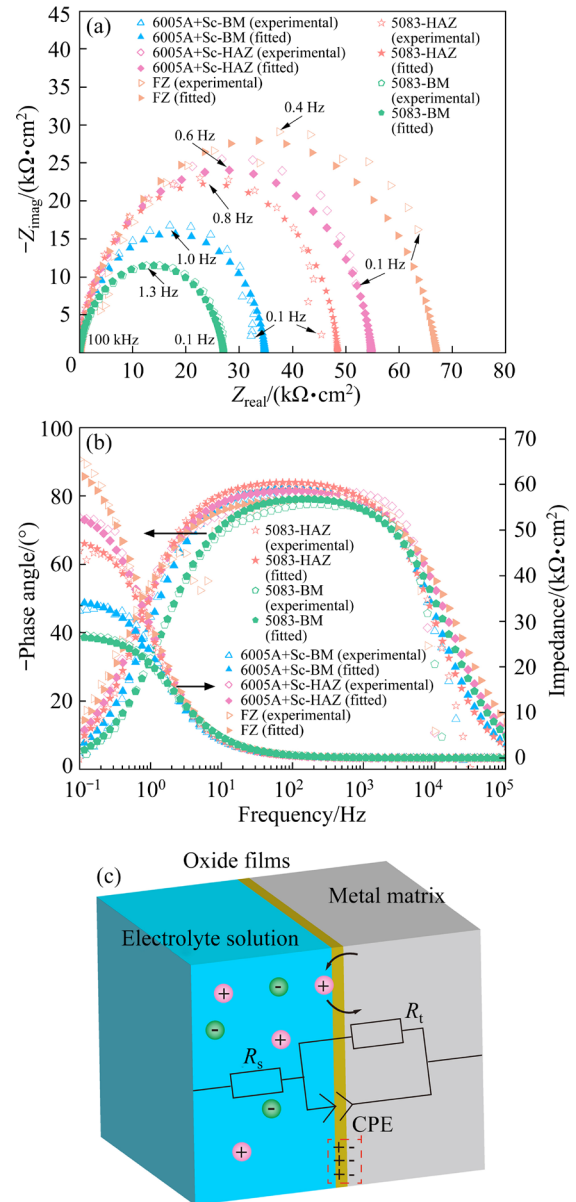 (a)
6005A+Sc-BM (experimental)
6005A+Sc-BM (fitted)
6005A+Sc-HAZ (experimental)
6005A+Sc-HAZ (fitted)
FZ (experimental)
FZ (fitted)
5083-HAZ
(experimental)
5083-HAZ
(fitted)
5083-BM
(experimental)
5083-BM
(fitted)
45
40
35
30
25
20
15
10
5
0
−Zimag/(kΩ•cm²)
0.4 Hz
0.6 Hz
0.8 Hz
1.0 Hz
1.3 Hz
0.1 Hz
0.1 Hz
100 kHz
0.1 Hz
0
10
20
30
40
50
60
70
80
Zreal/(kΩ•cm²)
(b)
100
80
60
40
20
0
−Phase angle/(°)
70
60
50
40
30
20
10
0
Impedance/(kΩ•cm²)
5083-HAZ
(experimental)
5083-HAZ
(fitted)
5083-BM
(experimental)
5083-BM
(fitted)
6005A+Sc-BM (experimental)
6005A+Sc-BM (fitted)
6005A+Sc-HAZ (experimental)
6005A+Sc-HAZ (fitted)
FZ (experimental)
FZ (fitted)
10⁻¹
10⁰
10¹
10²
10³
10⁴
10⁵
Frequency/Hz
(c)
Oxide films
Metal matrix
Electrolyte solution
+
-
+
-
+
Rt
Rs
-
CPE
+
+ -
+ -
+ -